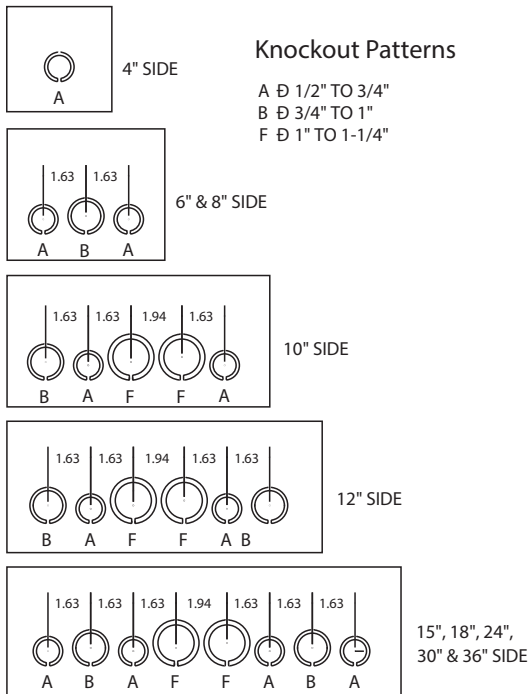 4" SIDE
A
Knockout Patterns
A Ð 1/2" TO 3/4"
B Ð 3/4" TO 1"
F Ð 1" TO 1-1/4"
1.63 1.63
6" & 8" SIDE
A B A
1.63 1.63 1.94 1.63
10" SIDE
B A F F A
1.63 1.63 1.94 1.63 1.63
12" SIDE
B A F F A B
1.63 1.63 1.63 1.94 1.63 1.63 1.63
15", 18", 24",
30" & 36" SIDE
A B A F F A B A